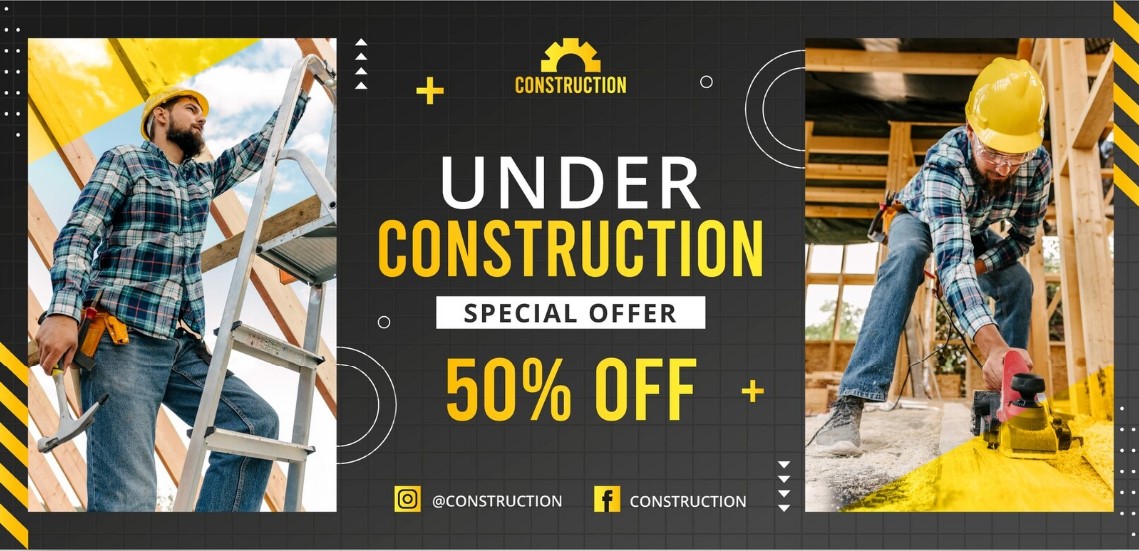 CONSTRUCTION
UNDER
CONSTRUCTION
SPECIAL OFFER
50% OFF
@CONSTRUCTION
CONSTRUCTION